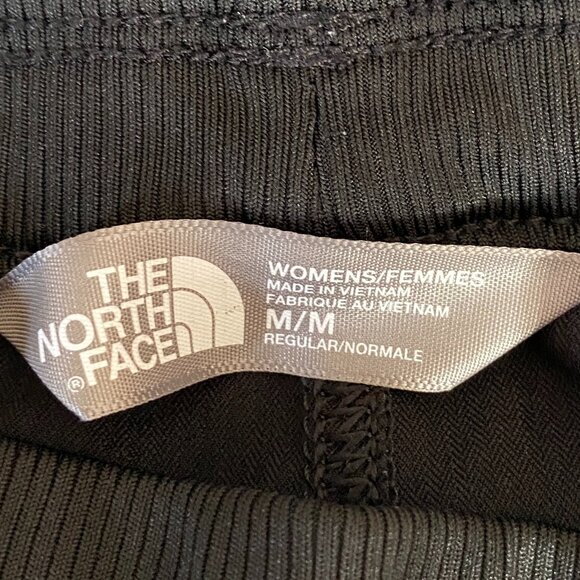 THE
NORTH
FACE
®
WOMENS/FEMMES
MADE IN VIETNAM
FABRIQUE AU VIETNAM
M/M
REGULAR/NORMALE